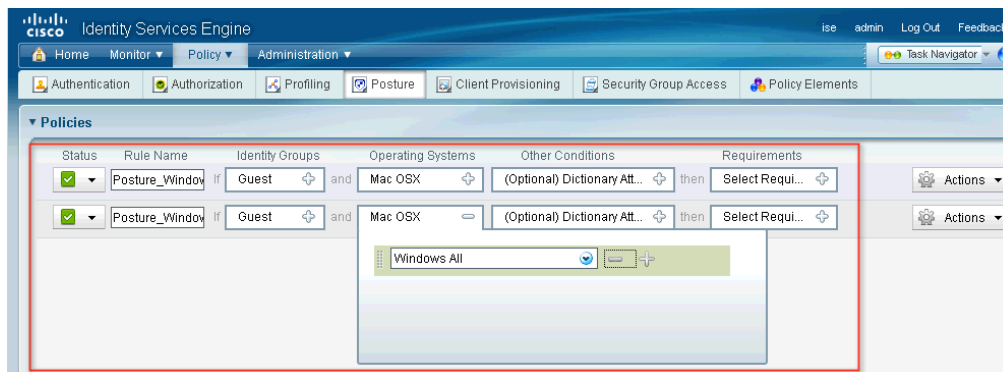 CISCO Identity Services Engine ise admin Log Out Feedback
Home Monitor Policy Administration Task Navigator
Authentication Authorization Profiling Posture Client Provisioning Security Group Access Policy Elements
Policies
Status Rule Name Identity Groups Operating Systems Other Conditions Requirements
Posture_Window If Guest and Mac OSX (Optional) Dictionary Att... then Select Requi... Actions
Posture_Window If Guest and Mac OSX (Optional) Dictionary Att... then Select Requi... Actions
Windows All